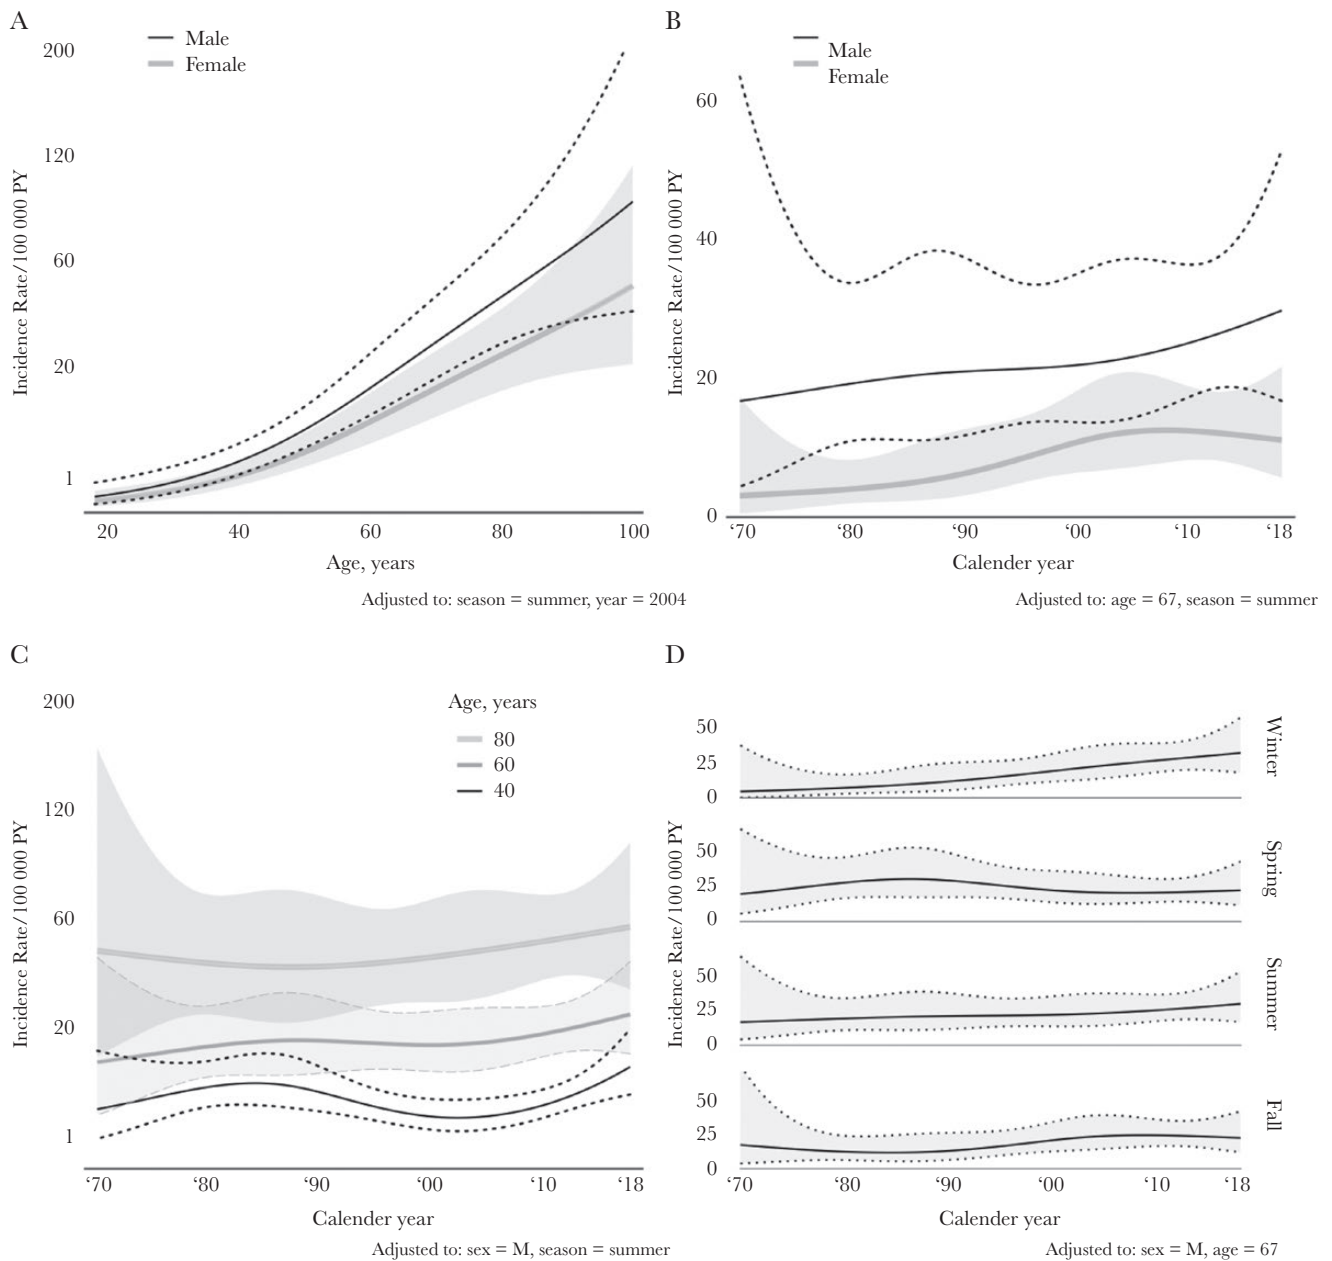 A
Male
Female
200
120
60
20
1
Incidence Rate/100 000 PY
20 40 60 80 100
Age, years
Adjusted to: season = summer, year = 2004
B
Male
Female
60
40
20
0
Incidence Rate/100 000 PY
‘70 ‘80 ‘90 ‘00 ‘10 ‘18
Calender year
Adjusted to: age = 67, season = summer
C
Age, years
80
60
40
200
120
60
20
1
Incidence Rate/100 000 PY
‘70 ‘80 ‘90 ‘00 ‘10 ‘18
Calender year
Adjusted to: sex = M, season = summer
D
50
25
0
Winter
50
25
0
Spring
50
25
0
Summer
50
25
0
Fall
Incidence Rate/100 000 PY
‘70 ‘80 ‘90 ‘00 ‘10 ‘18
Calender year
Adjusted to: sex = M, age = 67